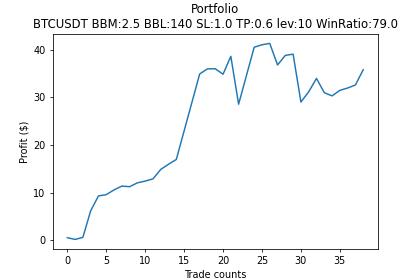 Portfolio
BTCUSDT BBM:2.5 BBL:140 SL:1.0 TP:0.6 lev:10 WinRatio:79.0
40
30
20
10
0
Profit ($)
0 5 10 15 20 25 30 35
Trade counts